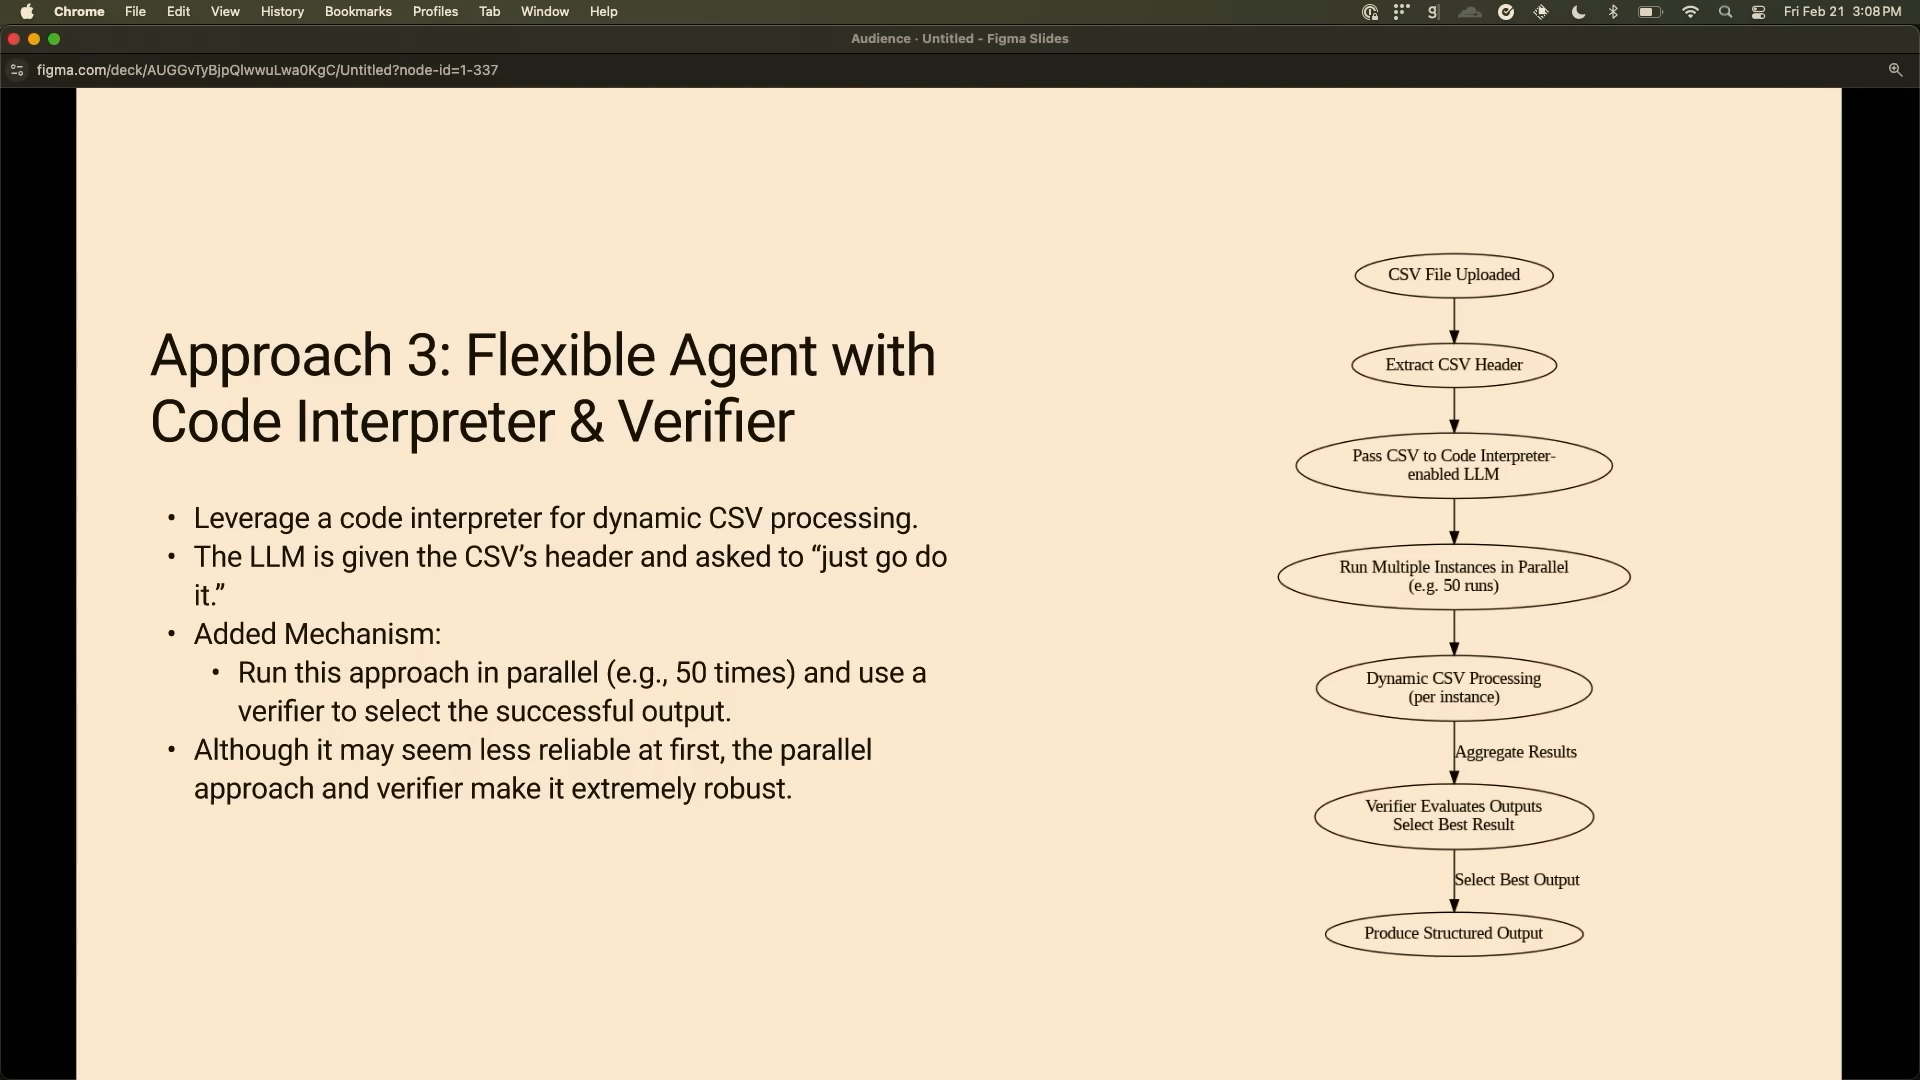 Chrome File Edit View History Bookmarks Profiles Tab Window Help
Fri Feb 21 3:08 PM
Audience · Untitled - Figma Slides
figma.com/deck/AUGGvTyBjpQlwwuLwa0KgC/Untitled?node-id=1-337
Approach 3: Flexible Agent with
Code Interpreter & Verifier
• Leverage a code interpreter for dynamic CSV processing.
• The LLM is given the CSV’s header and asked to “just go do
it.”
• Added Mechanism:
• Run this approach in parallel (e.g., 50 times) and use a
verifier to select the successful output.
• Although it may seem less reliable at first, the parallel
approach and verifier make it extremely robust.
CSV File Uploaded
Extract CSV Header
Pass CSV to Code Interpreter-
enabled LLM
Run Multiple Instances in Parallel
(e.g. 50 runs)
Dynamic CSV Processing
(per instance)
Aggregate Results
Verifier Evaluates Outputs
Select Best Result
Select Best Output
Produce Structured Output